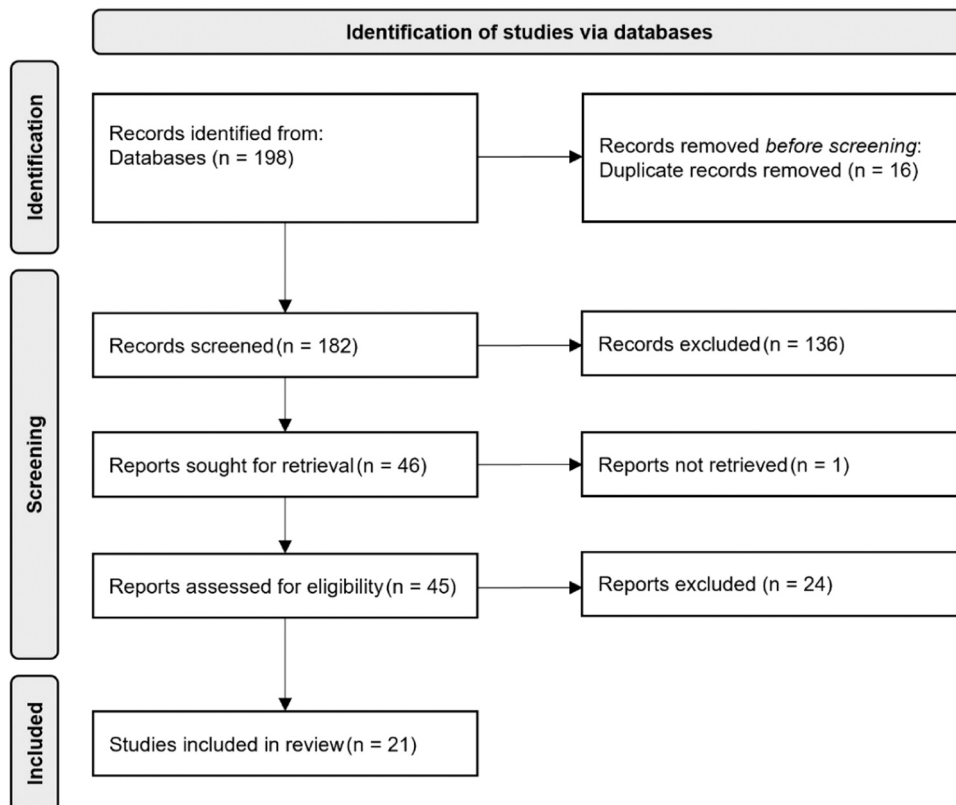 Identification of studies via databases
Identification
Records identified from:
Databases (n = 198)
Records removed before screening:
Duplicate records removed (n = 16)
Screening
Records screened (n = 182)
Records excluded (n = 136)
Reports sought for retrieval (n = 46)
Reports not retrieved (n = 1)
Reports assessed for eligibility (n = 45)
Reports excluded (n = 24)
Included
Studies included in review (n = 21)